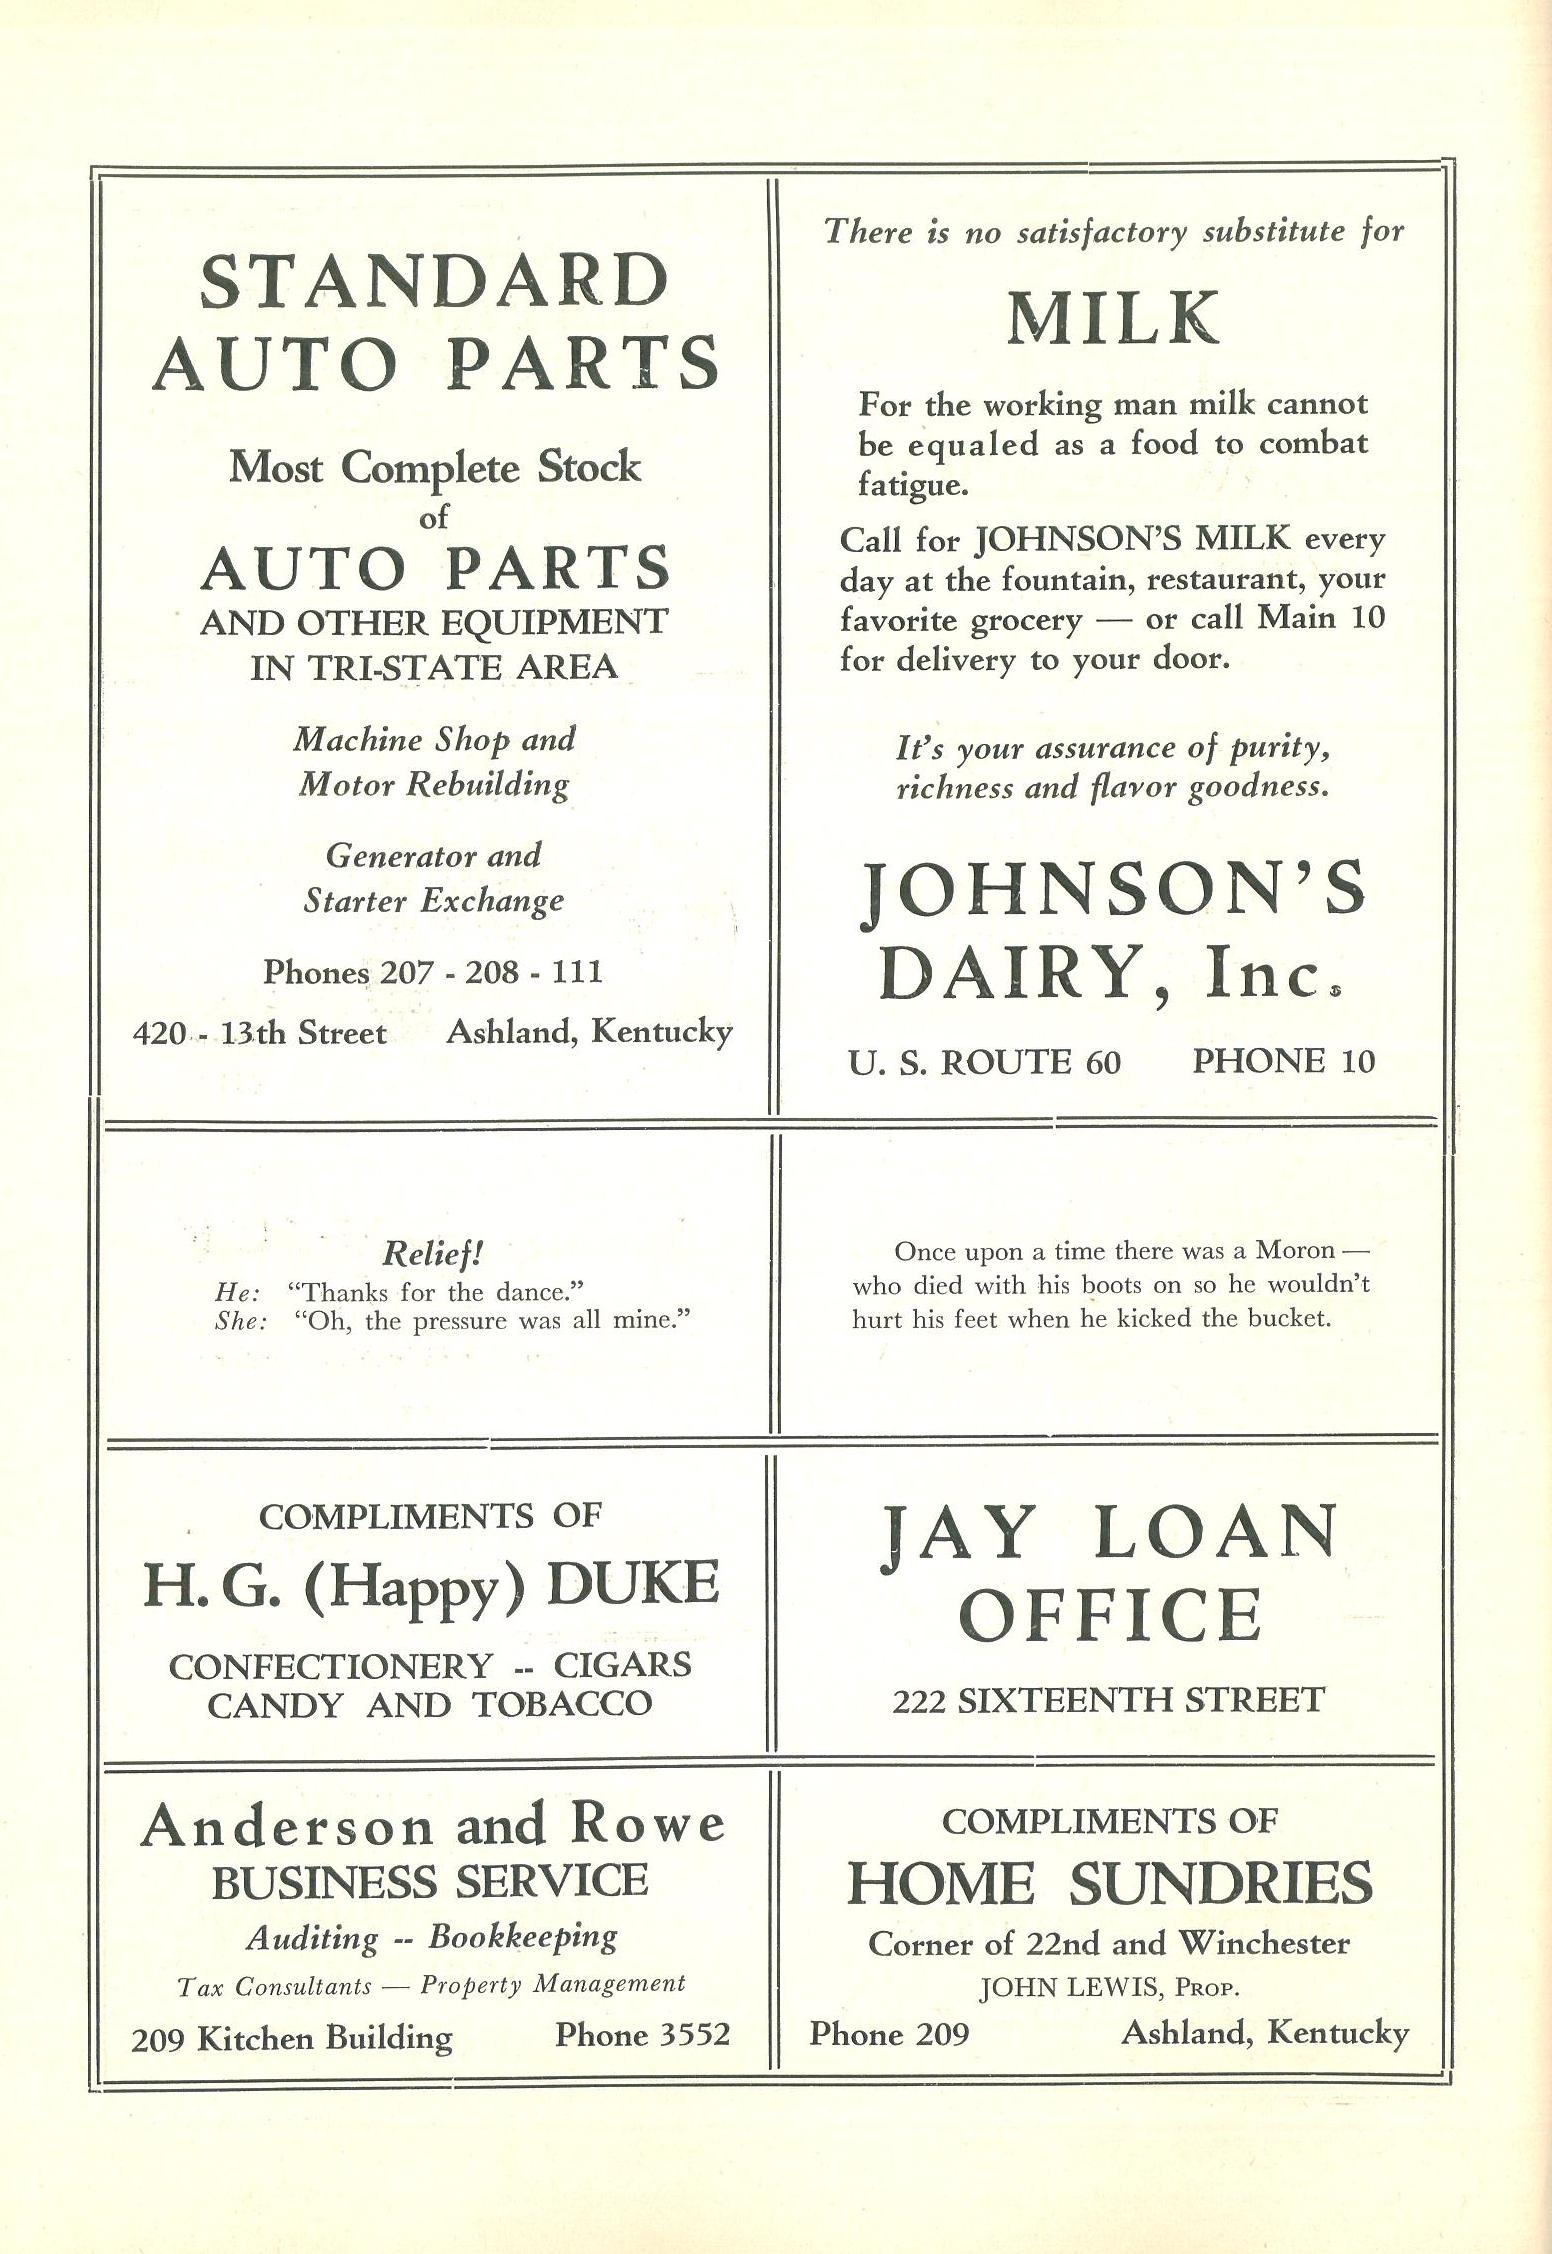 STANDARD
AUTO PARTS
Most Complete Stock
of
AUTO PARTS
AND OTHER EQUIPMENT
IN TRI-STATE AREA
Machine Shop and
Motor Rebuilding
Generator and
Starter Exchange
Phones 207 - 208 - 111
420 - 13th Street Ashland, Kentucky
There is no satisfactory substitute for
MILK
For the working man milk cannot
be equaled as a food to combat
fatigue.
Call for JOHNSON'S MILK every
day at the fountain, restaurant, your
favorite grocery — or call Main 10
for delivery to your door.
It's your assurance of purity,
richness and flavor goodness.
JOHNSON'S
DAIRY, Inc.
U. S. ROUTE 60 PHONE 10
Relief!
He: "Thanks for the dance."
She: "Oh, the pressure was all mine."
Once upon a time there was a Moron —
who died with his boots on so he wouldn't
hurt his feet when he kicked the bucket.
COMPLIMENTS OF
H. G. (Happy) DUKE
CONFECTIONERY -- CIGARS
CANDY AND TOBACCO
JAY LOAN
OFFICE
222 SIXTEENTH STREET
Anderson and Rowe
BUSINESS SERVICE
Auditing -- Bookkeeping
Tax Consultants — Property Management
209 Kitchen Building Phone 3552
COMPLIMENTS OF
HOME SUNDRIES
Corner of 22nd and Winchester
JOHN LEWIS, PROP.
Phone 209 Ashland, Kentucky